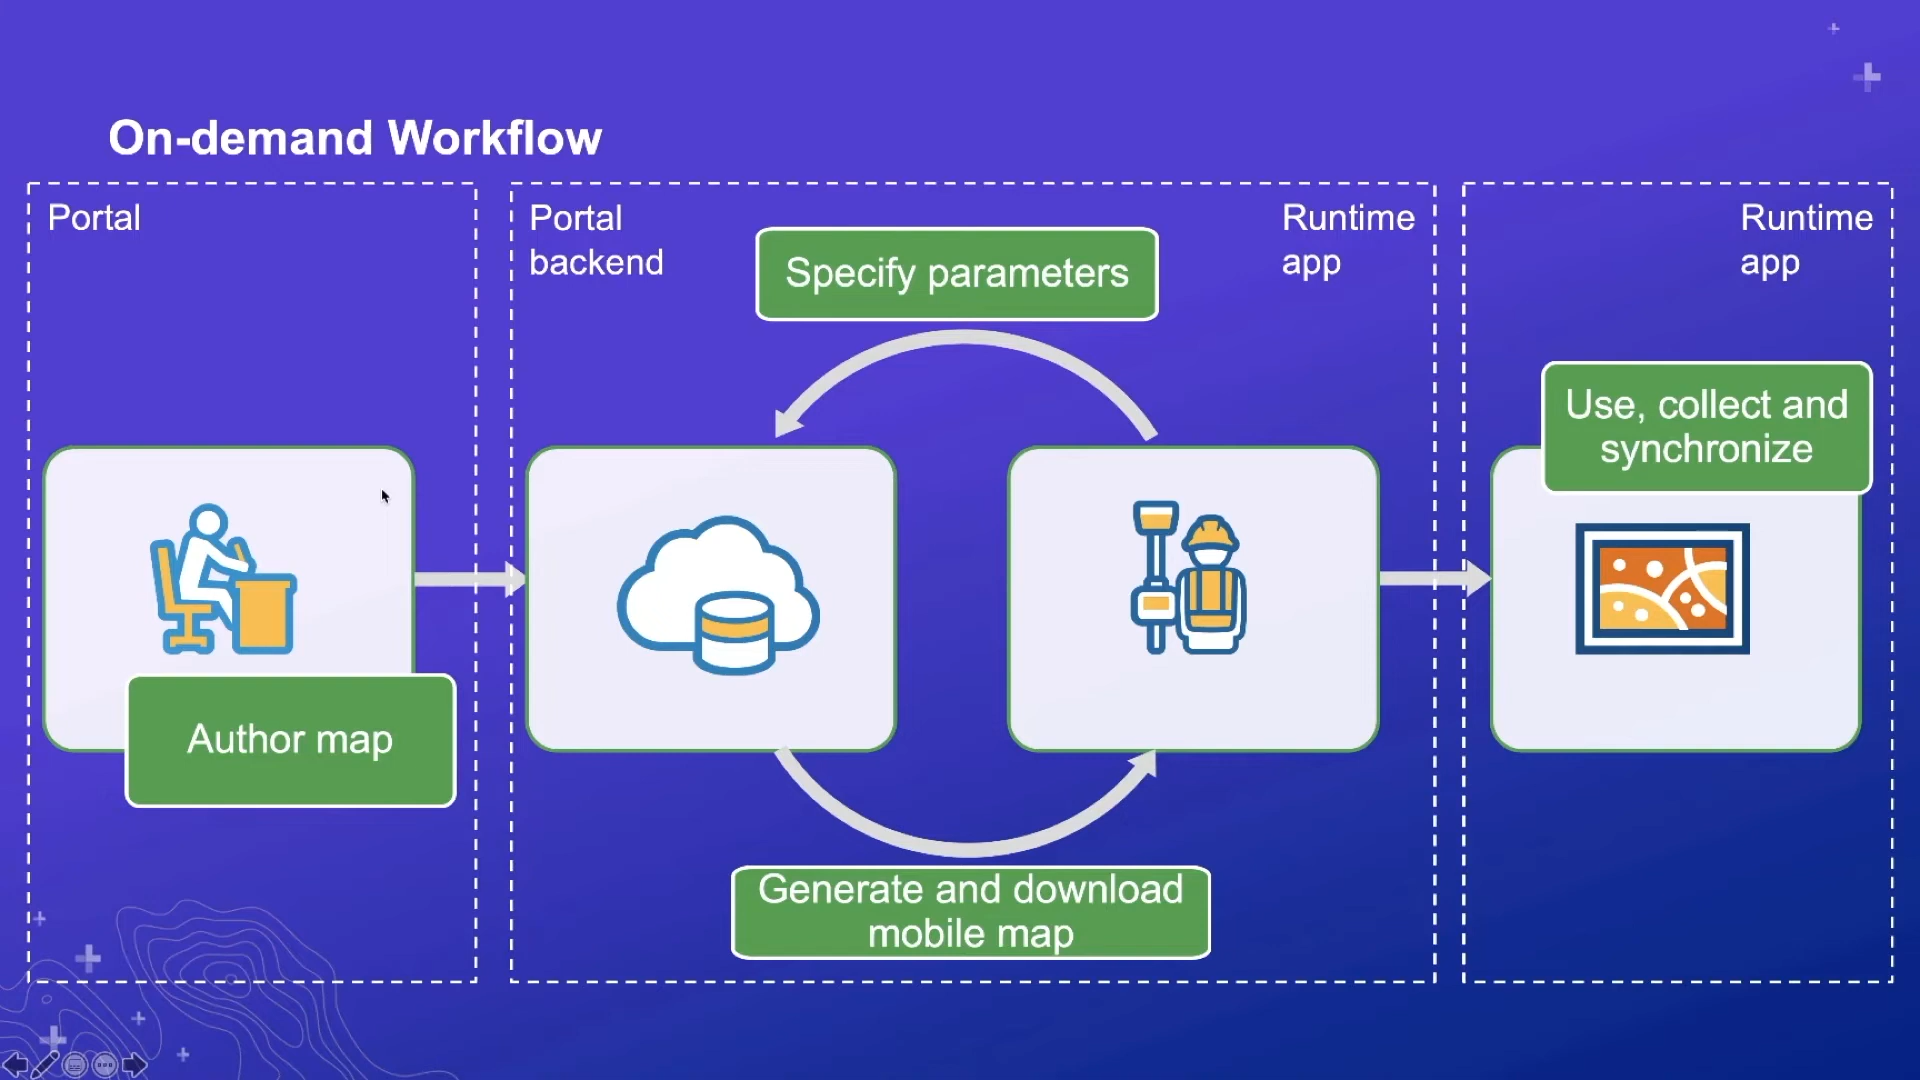 On-demand Workflow
Portal
Author map
Portal
backend
Specify parameters
Runtime
app
Generate and download
mobile map
Runtime
app
Use, collect and
synchronize